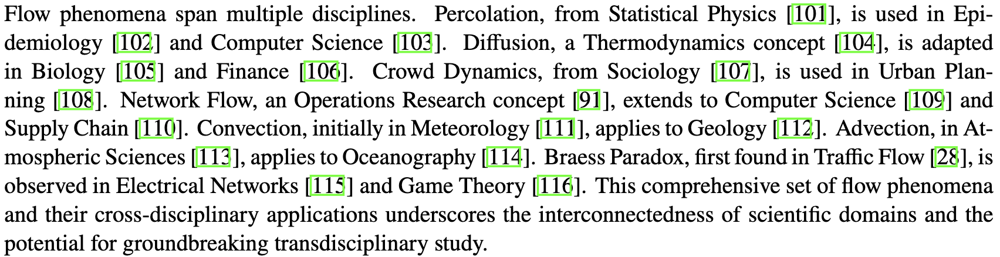 Flow phenomena span multiple disciplines. Percolation, from Statistical Physics [101], is used in Epi-
demiology [102] and Computer Science [103]. Diffusion, a Thermodynamics concept [104], is adapted
in Biology [105] and Finance [106]. Crowd Dynamics, from Sociology [107], is used in Urban Plan-
ning [108]. Network Flow, an Operations Research concept [91], extends to Computer Science [109] and
Supply Chain [110]. Convection, initially in Meteorology [111], applies to Geology [112]. Advection, in At-
mospheric Sciences [113], applies to Oceanography [114]. Braess Paradox, first found in Traffic Flow [28], is
observed in Electrical Networks [115] and Game Theory [116]. This comprehensive set of flow phenomena
and their cross-disciplinary applications underscores the interconnectedness of scientific domains and the
potential for groundbreaking transdisciplinary study.